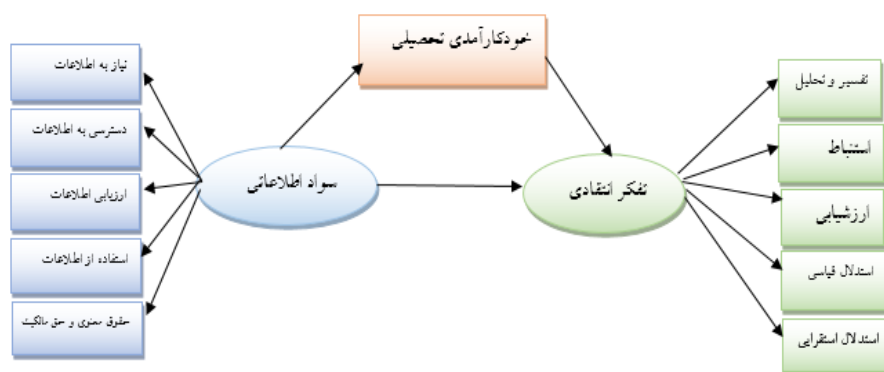 خودکارآمدی تحصیلی
نیاز به اطلاعات
دسترسی به اطلاعات
ارزیابی اطلاعات
استفاده از اطلاعات
حقوق معنوی و حق مالکیت
سواد اطلاعاتی
تفکر انتقادی
تفسیر و تحلیل
استنباط
ارزشیابی
استدلال قیاسی
استدلال استقرایی